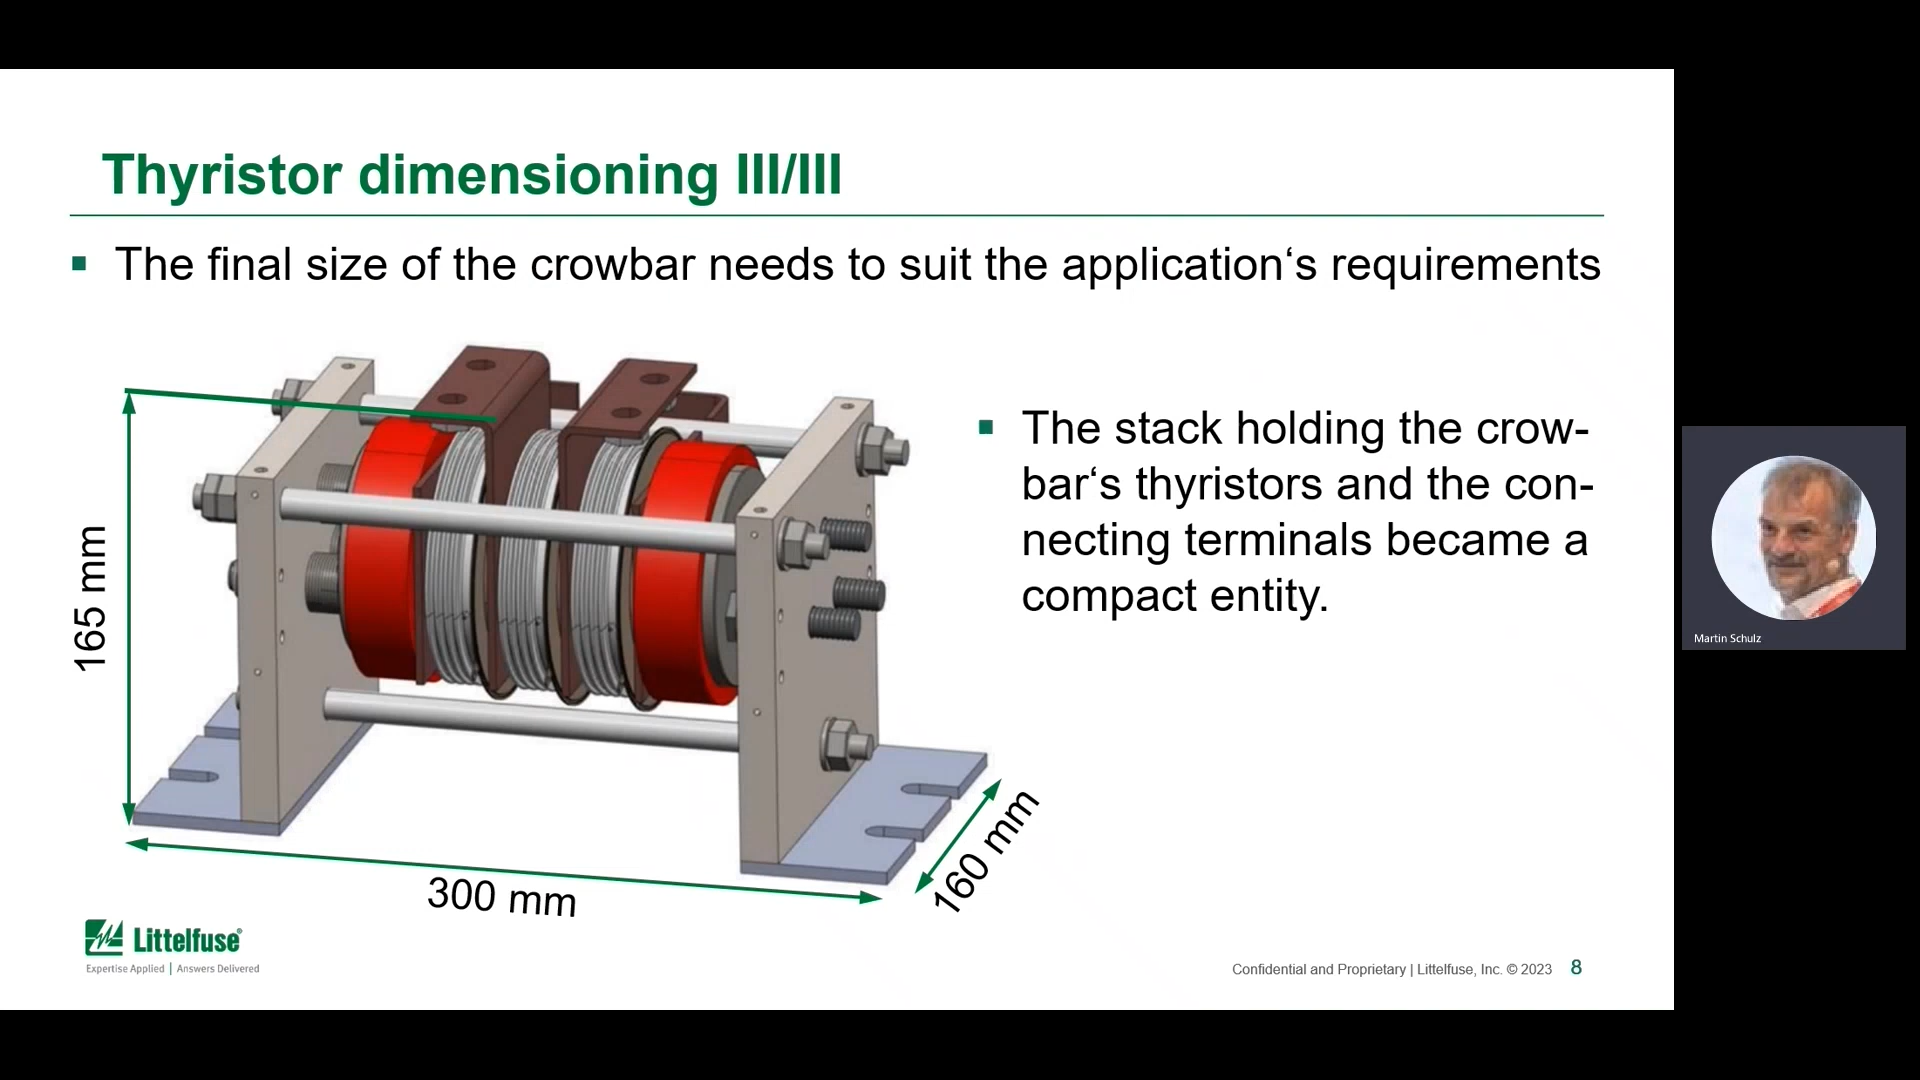 Thyristor dimensioning III/III
▪ The final size of the crowbar needs to suit the application‘s requirements
▪ The stack holding the crow-
bar‘s thyristors and the con-
necting terminals became a
compact entity.
165 mm
300 mm
160 mm
Martin Schulz
Littelfuse®
Expertise Applied | Answers Delivered
Confidential and Proprietary | Littelfuse, Inc. © 2023 8